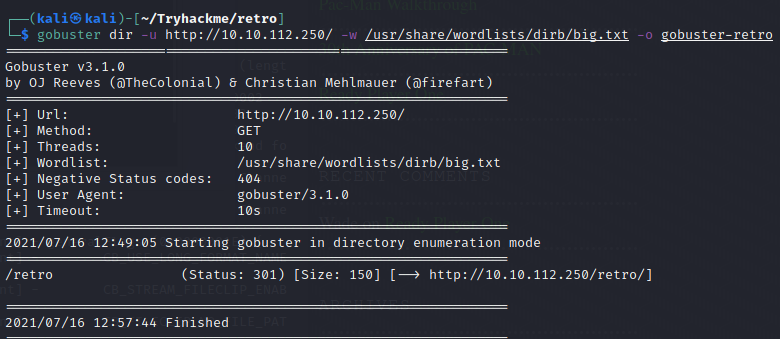 ┌──(kali㉿kali)-[~/Tryhackme/retro]
└─$ gobuster dir -u http://10.10.112.250/ -w /usr/share/wordlists/dirb/big.txt -o gobuster-retro
===============================================================
Gobuster v3.1.0
by OJ Reeves (@TheColonial) & Christian Mehlmauer (@firefart)
===============================================================
[+] Url:                     http://10.10.112.250/
[+] Method:                  GET
[+] Threads:                 10
[+] Wordlist:                /usr/share/wordlists/dirb/big.txt
[+] Negative Status codes:   404
[+] User Agent:              gobuster/3.1.0
[+] Timeout:                 10s
===============================================================
2021/07/16 12:49:05 Starting gobuster in directory enumeration mode
===============================================================
/retro                (Status: 301) [Size: 150] [--> http://10.10.112.250/retro/]
===============================================================
2021/07/16 12:57:44 Finished
===============================================================